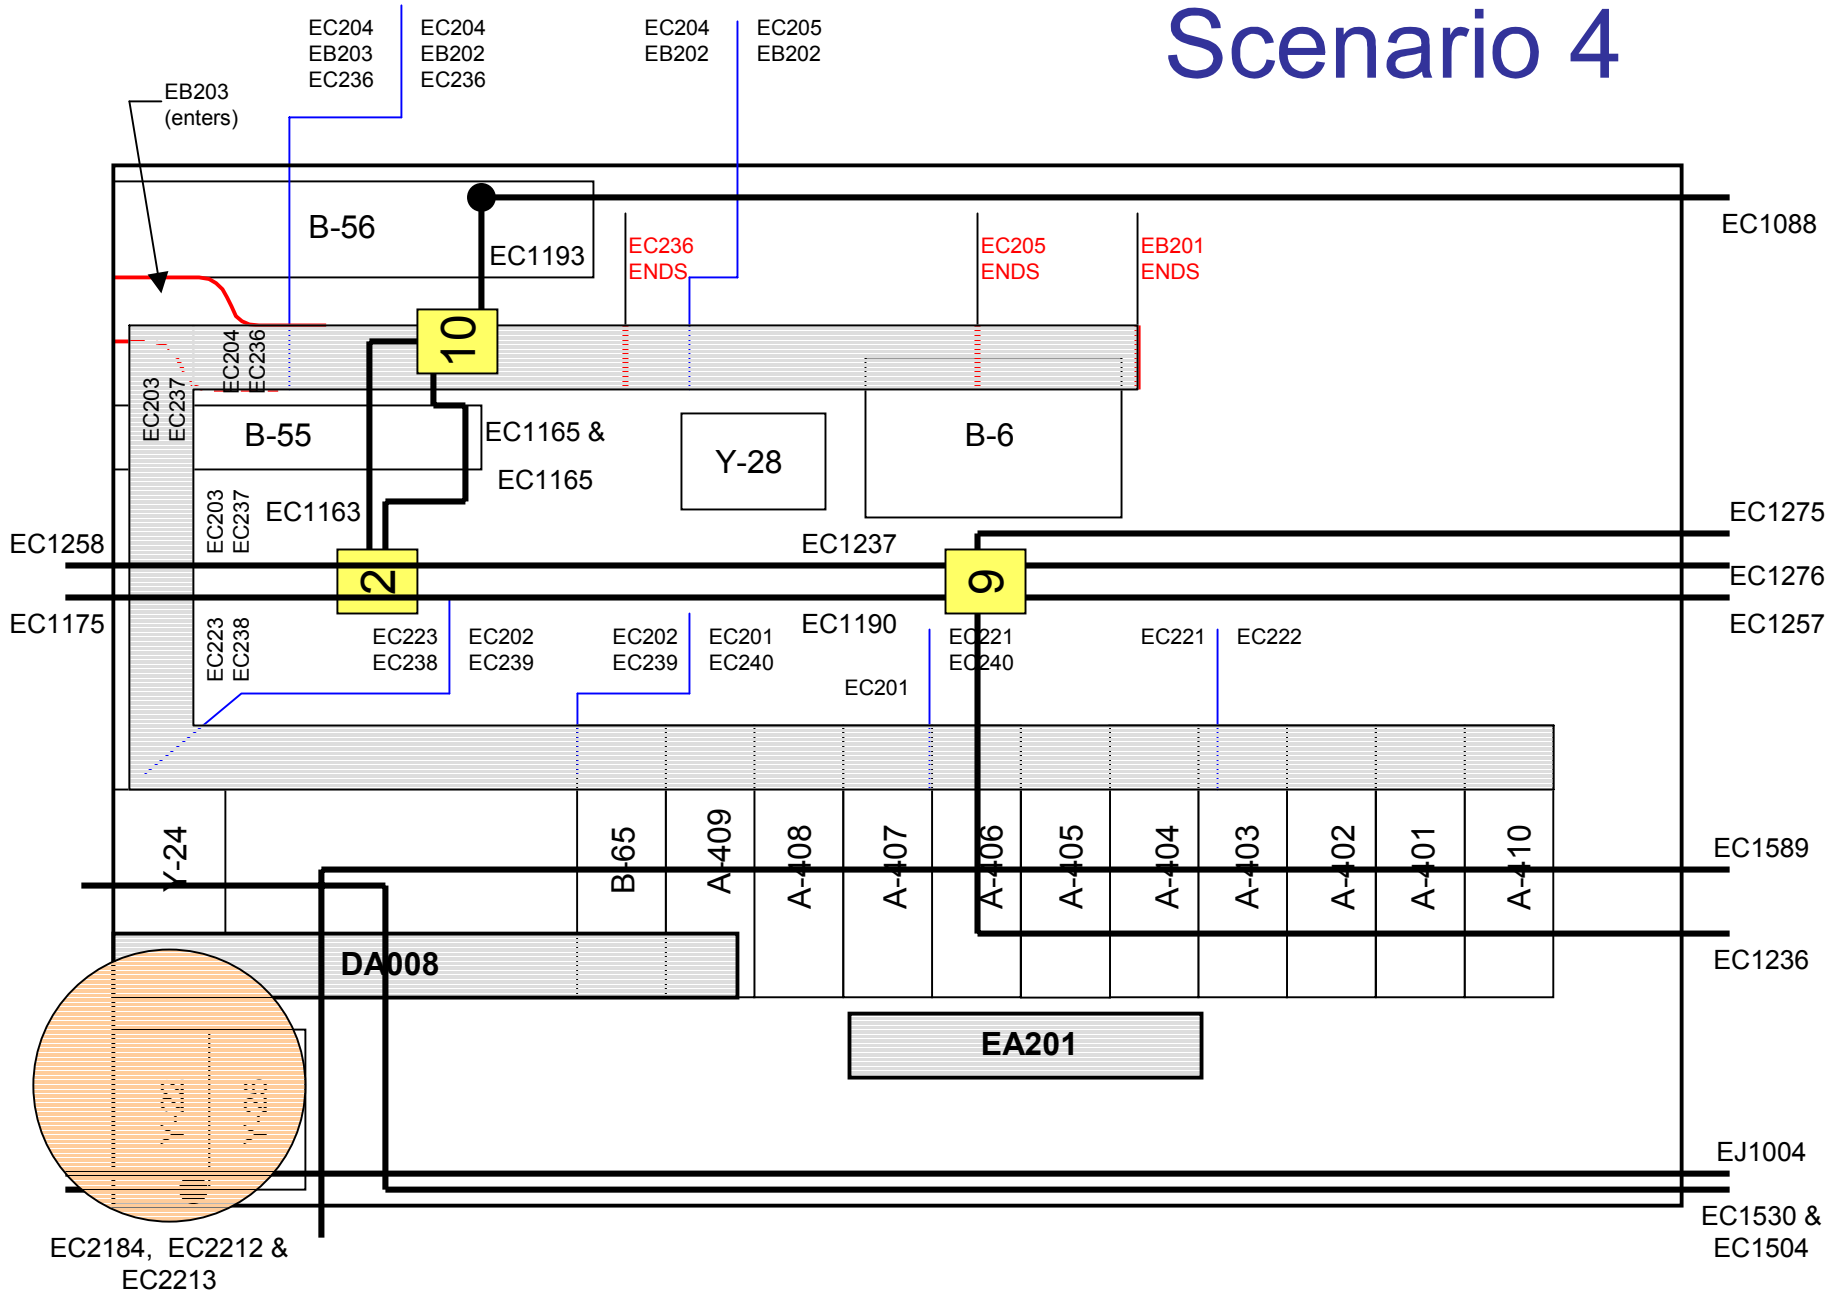 Scenario 4
EC204
EB203
EC236
EC204
EB202
EC236
EC204
EB202
EC205
EB202
EB203
(enters)
B-56
EC1193
EC1088
EC236
ENDS
EC205
ENDS
EB201
ENDS
10
EC204
EC236
EC203
EC237
B-55
EC1165 &
EC1165
Y-28
B-6
EC203
EC237
EC1163
EC1275
EC1258
EC1237
2
9
EC1276
EC1175
EC1190
EC1257
EC223
EC238
EC223
EC238
EC202
EC239
EC202
EC239
EC201
EC240
EC201
EC221
EC240
EC221
EC222
Y-24
B-65
A-409
A-408
A-407
A-406
A-405
A-404
A-403
A-402
A-401
A-410
EC1589
EC1236
DA008
EA201
EJ1004
EC1530 &
EC1504
EC2184, EC2212 &
EC2213